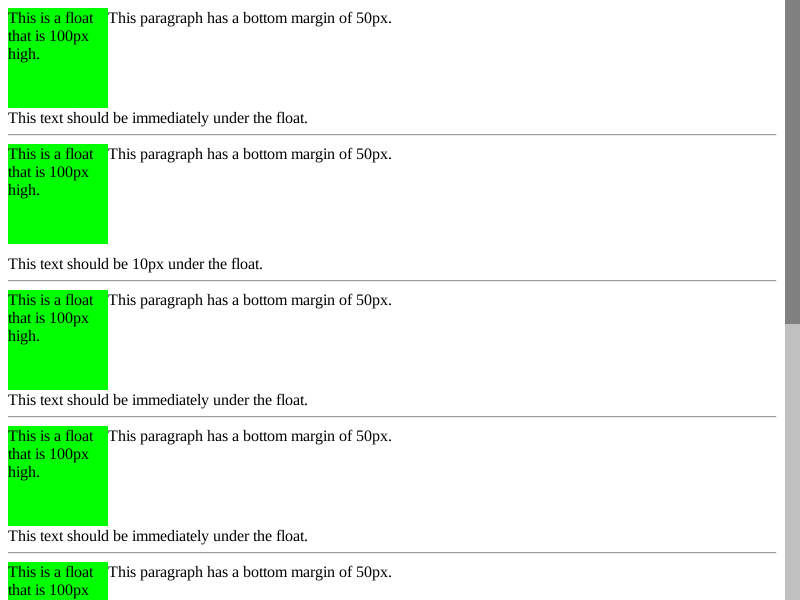 This is a float
that is 100px
high.
This paragraph has a bottom margin of 50px.
This text should be immediately under the float.
This is a float
that is 100px
high.
This paragraph has a bottom margin of 50px.
This text should be 10px under the float.
This is a float
that is 100px
high.
This paragraph has a bottom margin of 50px.
This text should be immediately under the float.
This is a float
that is 100px
high.
This paragraph has a bottom margin of 50px.
This text should be immediately under the float.
This is a float
that is 100px
This paragraph has a bottom margin of 50px.